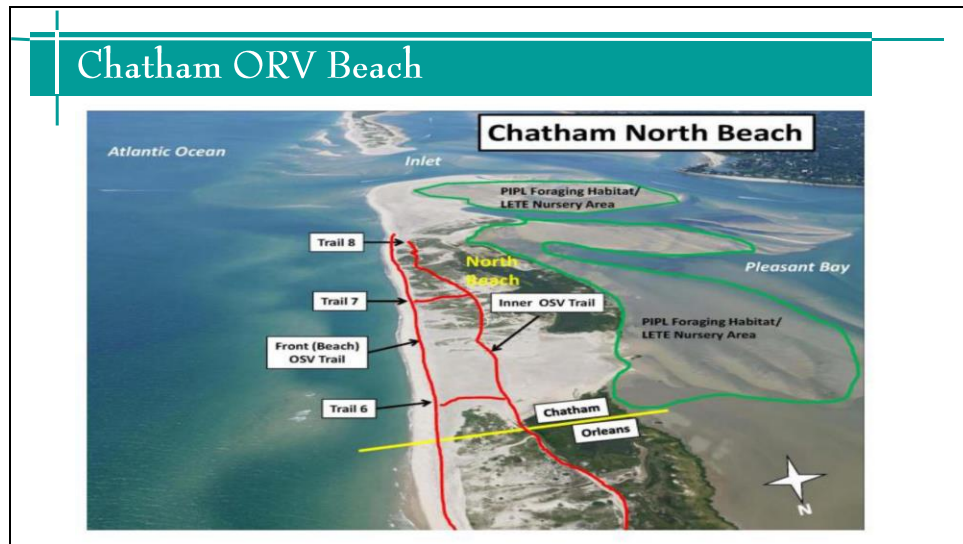 Chatham ORV Beach
Chatham North Beach
Atlantic Ocean
Inlet
PIPL Foraging Habitat/
LETE Nursery Area
Trail 8
North
Beach
Pleasant Bay
Trail 7
Inner OSV Trail
PIPL Foraging Habitat/
LETE Nursery Area
Front (Beach)
OSV Trail
Trail 6
Chatham
Orleans
N